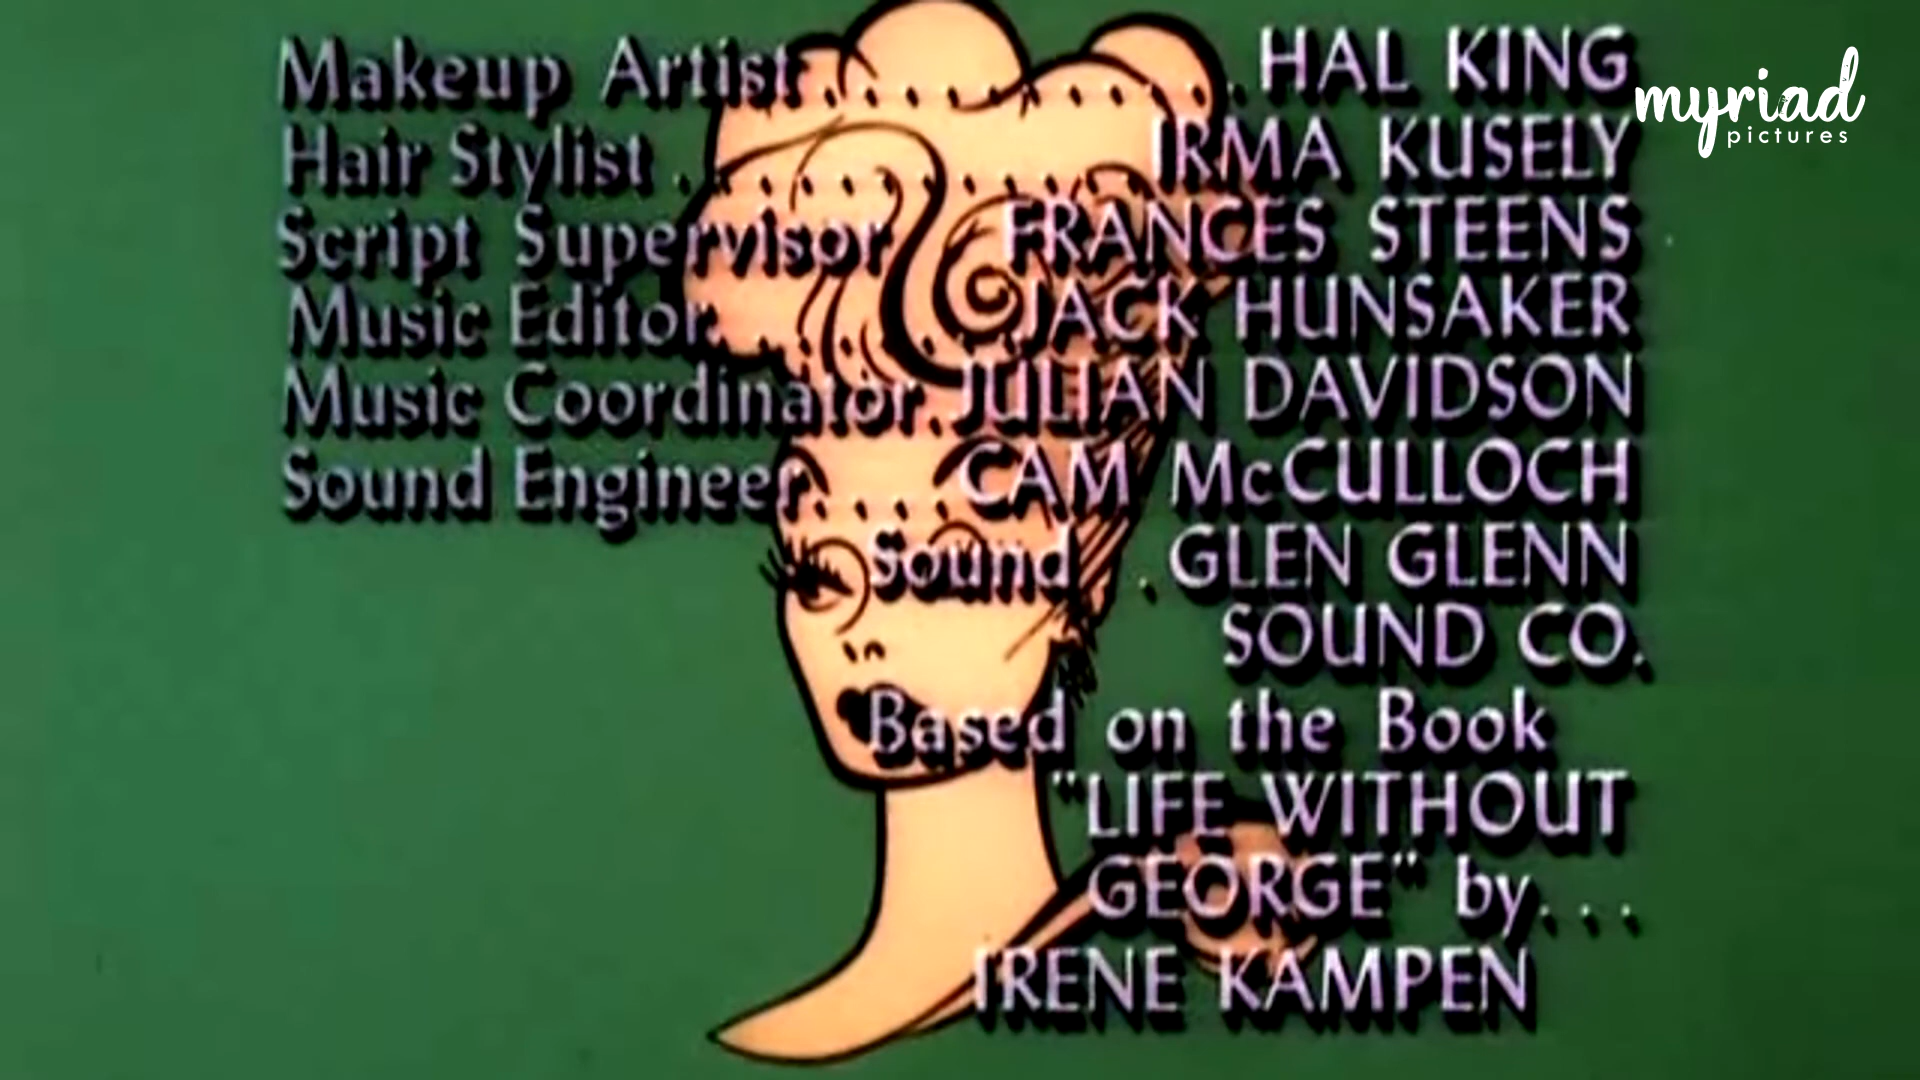 Makeup Artist . . . . . . . . . . . HAL KING
Hair Stylist . . . . . . . . . . . . IRMA KUSELY
Script Supervisor FRANCES STEENS
Music Editor. . . . . . . . JACK HUNSAKER
Music Coordinator. JULIAN DAVIDSON
Sound Engineer. . . . . CAM McCULLOCH
Sound . GLEN GLENN
SOUND CO.
Based on the Book
"LIFE WITHOUT
GEORGE" by. . .
IRENE KAMPEN
myriad
pictures